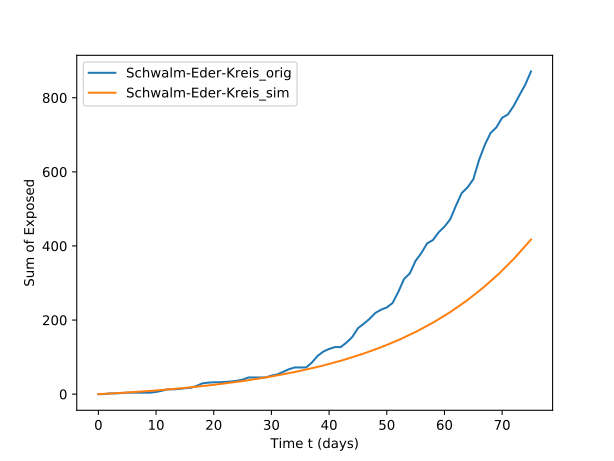 Schwalm-Eder-Kreis_orig
Schwalm-Eder-Kreis_sim
Sum of Exposed
800
600
400
200
0
0 10 20 30 40 50 60 70
Time t (days)